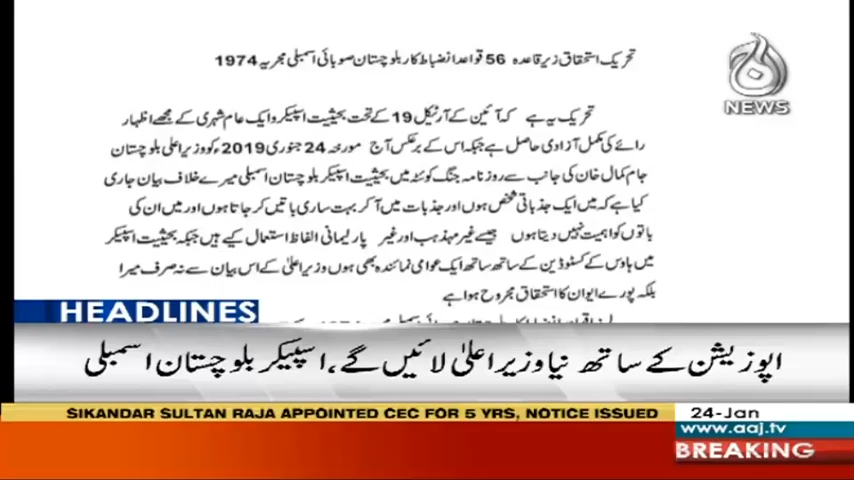 تحریک استحقاق زیر قاعدہ 56 قواعد انضباط کار بلوچستان صوبائی اسمبلی مجریہ 1974
تحریک یہ ہے کہ آئین کے آرٹیکل 19 کے تحت بحیثیت اسپیکر و ایک عام شہری کے مجھے اظہار
رائے کی مکمل آزادی حاصل ہے جبکہ اس کے برعکس آج مورخہ 24 جنوری 2019ء کو وزیر اعلیٰ بلوچستان
جام کمال خان کی جانب سے روزنامہ جنگ کوئٹہ میں بحیثیت اسپیکر بلوچستان اسمبلی میرے خلاف بیان جاری
کیا ہے کہ میں ایک جذباتی شخص ہوں اور جذبات میں آ کر بہت ساری باتیں کر جاتا ہوں اور میں ان کی
باتوں کو اہمیت نہیں دیتا ہوں جیسے غیر مہذب اور غیر پارلیمانی الفاظ استعمال کیے ہیں جبکہ بحیثیت اسپیکر
میں ہاوس کے کسٹوڈین کے ساتھ ساتھ ایک عوامی نمائندہ بھی ہوں وزیر اعلیٰ کے اس بیان سے نہ صرف میرا
بلکہ پورے ایوان کا استحقاق مجروح ہوا ہے
NEWS
HEADLINES
اپوزیشن کے ساتھ نیا وزیر اعلیٰ لائیں گے، اسپیکر بلوچستان اسمبلی
SIKANDAR SULTAN RAJA APPOINTED CEC FOR 5 YRS, NOTICE ISSUED
24-Jan
www.aaj.tv
BREAKING